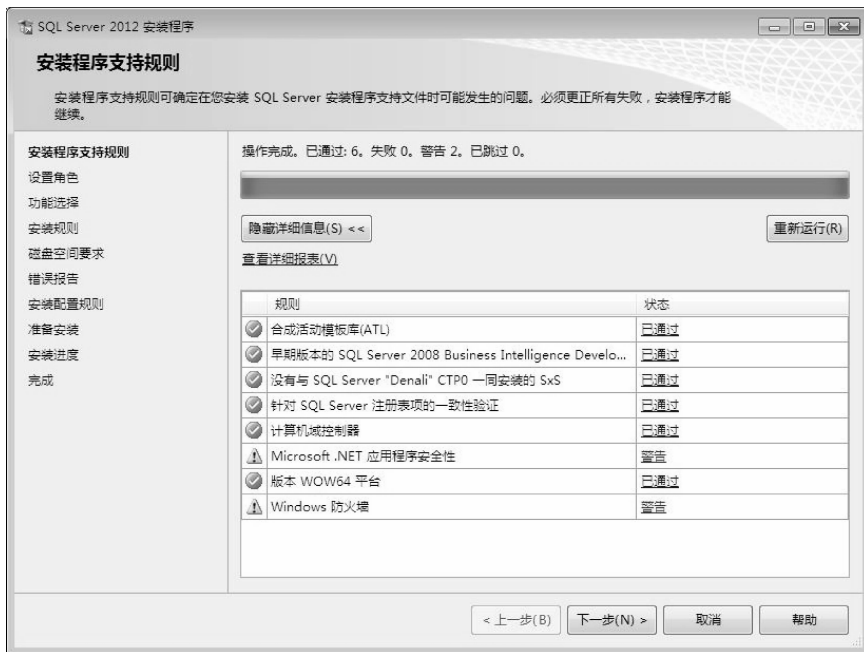 SQL Server 2012 安装程序
安装程序支持规则
安装程序支持规则可确定在您安装 SQL Server 安装程序支持文件时可能发生的问题。必须更正所有失败，安装程序才能
继续。
安装程序支持规则
设置角色
功能选择
安装规则
磁盘空间要求
错误报告
安装配置规则
准备安装
安装进度
完成
操作完成。已通过: 6。失败 0。警告 2。已跳过 0。
隐藏详细信息(S) <<
重新运行(R)
查看详细报表(V)
规则 状态
合成活动模板库(ATL) 已通过
早期版本的 SQL Server 2008 Business Intelligence Develo... 已通过
没有与 SQL Server "Denali" CTP0 一同安装的 SxS 已通过
针对 SQL Server 注册表项的一致性验证 已通过
计算机域控制器 已通过
Microsoft .NET 应用程序安全性 警告
版本 WOW64 平台 已通过
Windows 防火墙 警告
< 上一步(B) 下一步(N) > 取消 帮助